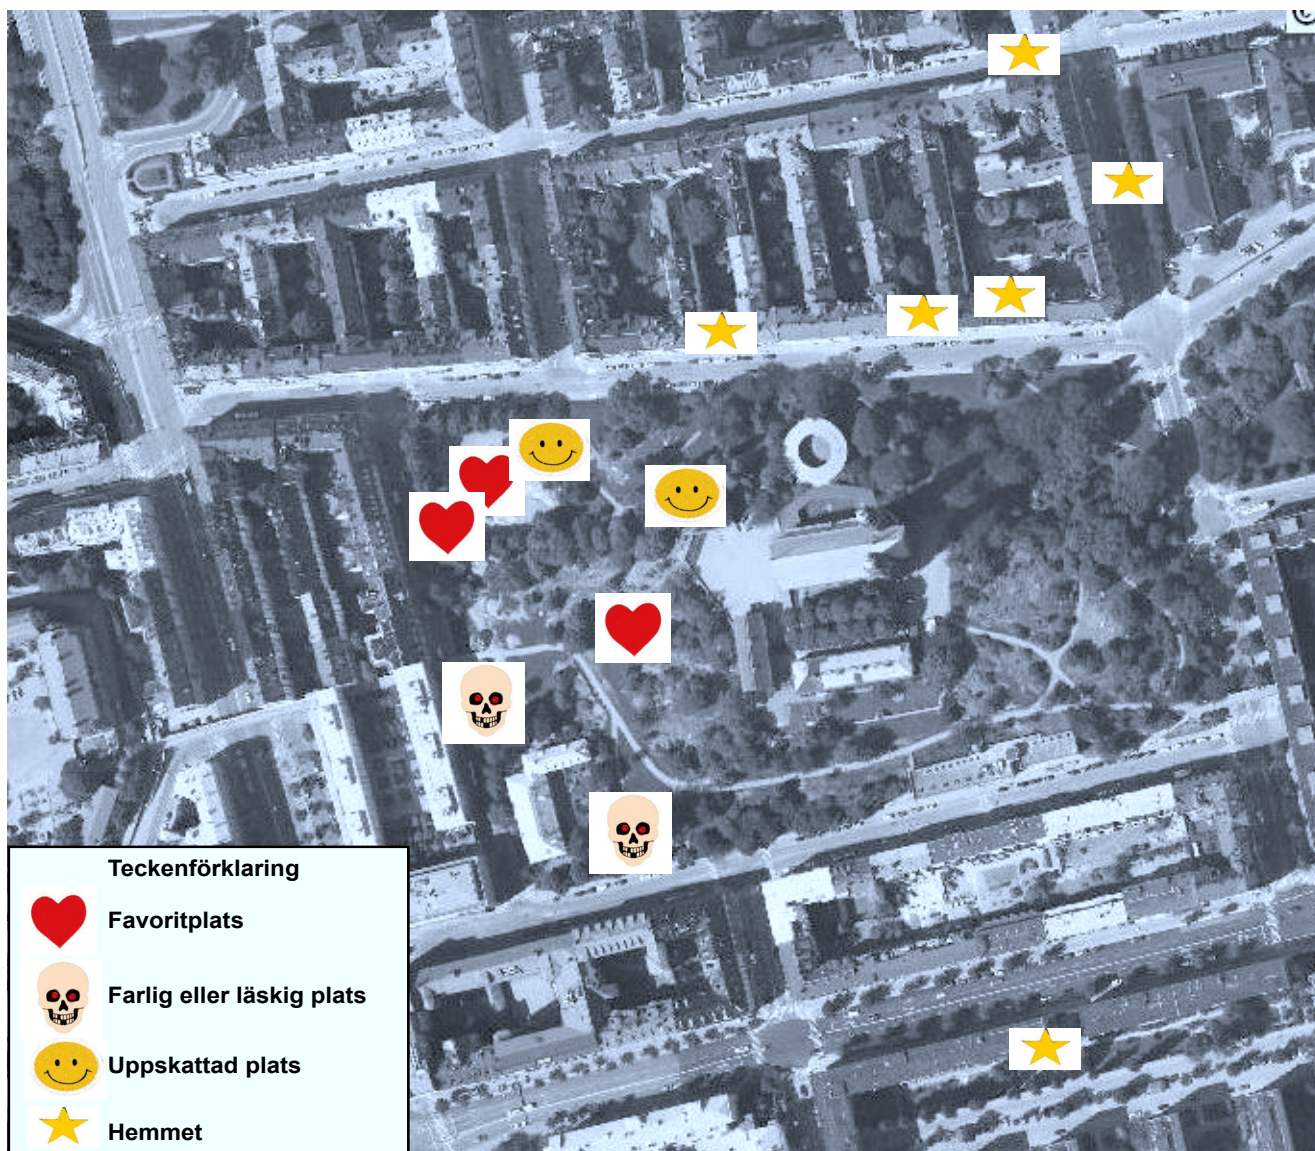 ©
Teckenförklaring
Favoritplats
Farlig eller läskig plats
Uppskattad plats
Hemmet